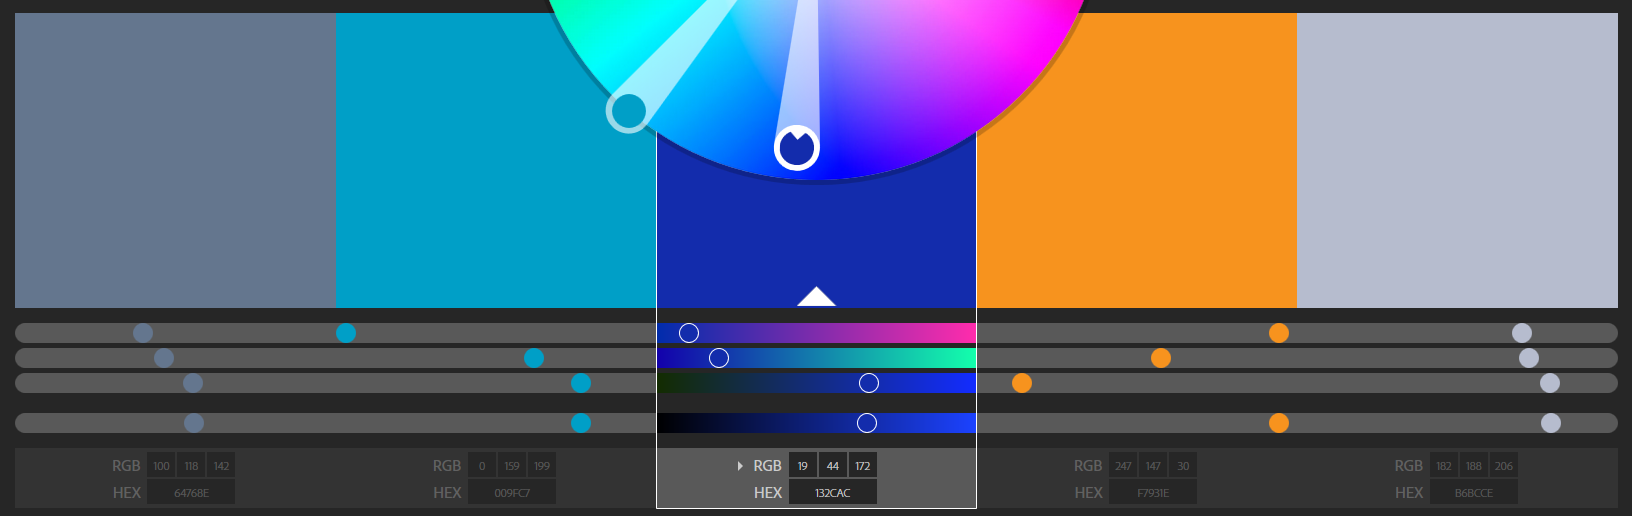 RGB 100 118 142
HEX 64768E
RGB 0 159 199
HEX 009FC7
RGB 19 44 172
HEX 132CAC
RGB 247 147 30
HEX F7931E
RGB 182 188 206
HEX B6BCCE